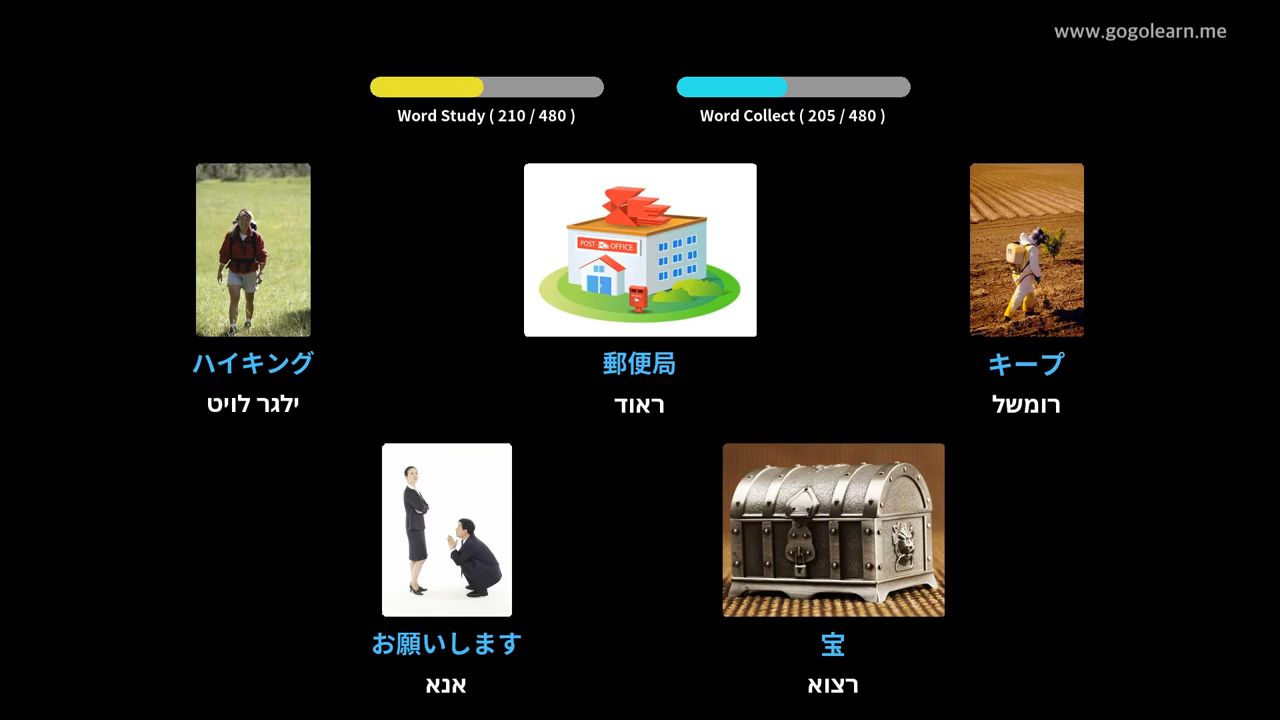 www.gogolearn.me
Word Study ( 210 / 480 )
Word Collect ( 205 / 480 )
POST OFFICE
ハイキング
郵便局
キープ
ילגר לויט
ראוד
רומשל
お願いします
宝
אנא
רצוא